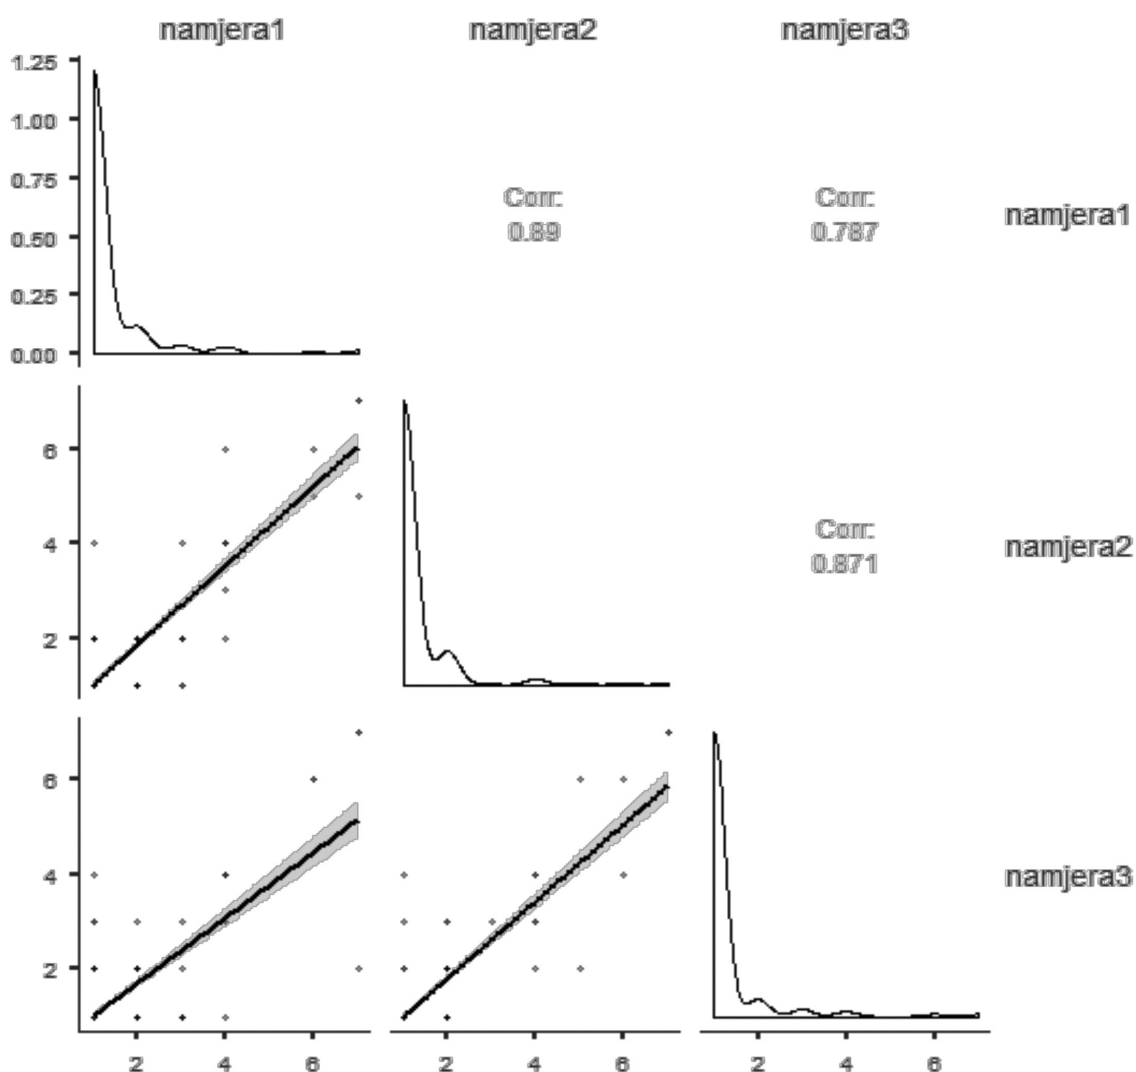 namjera1 namjera2 namjera3
1.25
1.00
0.75
0.50
0.25
0.00
Corr:
0.89
Corr:
0.787
namjera1
6
4
2
Corr:
0.871
namjera2
6
4
2
namjera3
2 4 6 2 4 6 2 4 6